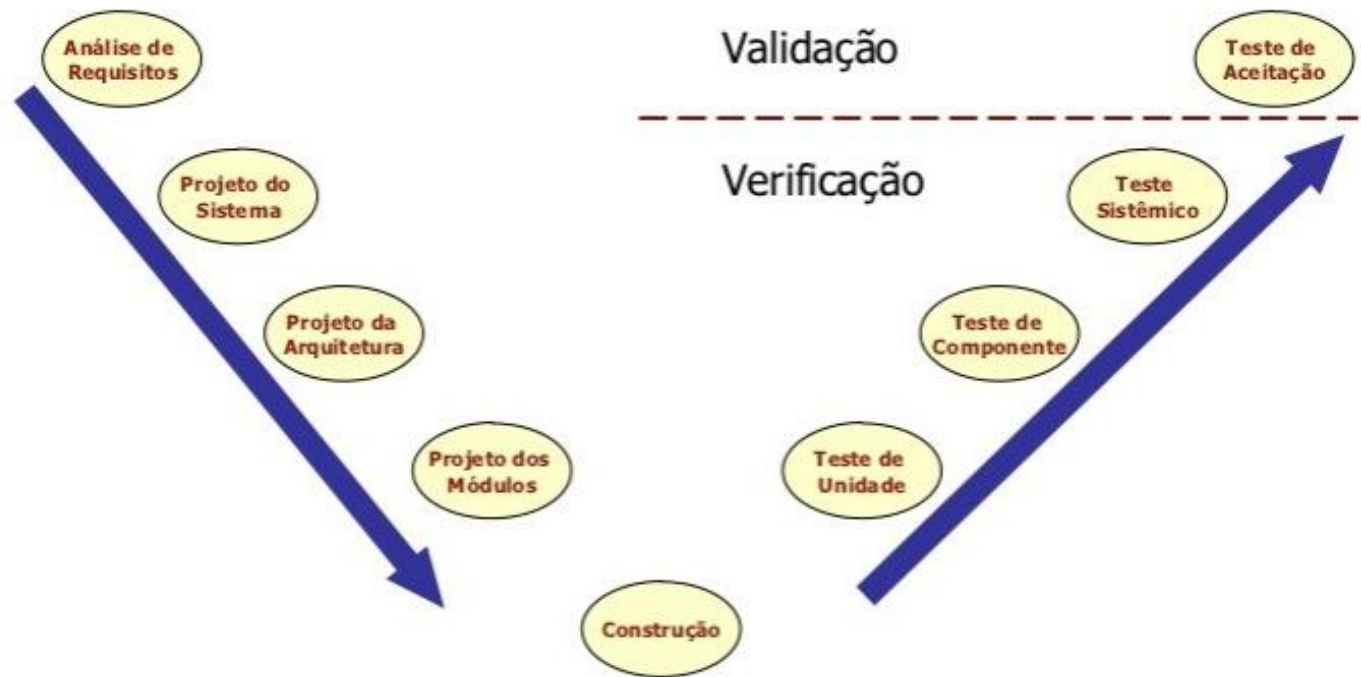 Análise de
Requisitos
Validação
Teste de
Aceitação
Projeto do
Sistema
Verificação
Teste
Sistêmico
Projeto da
Arquitetura
Teste de
Componente
Projeto dos
Módulos
Teste de
Unidade
Construção